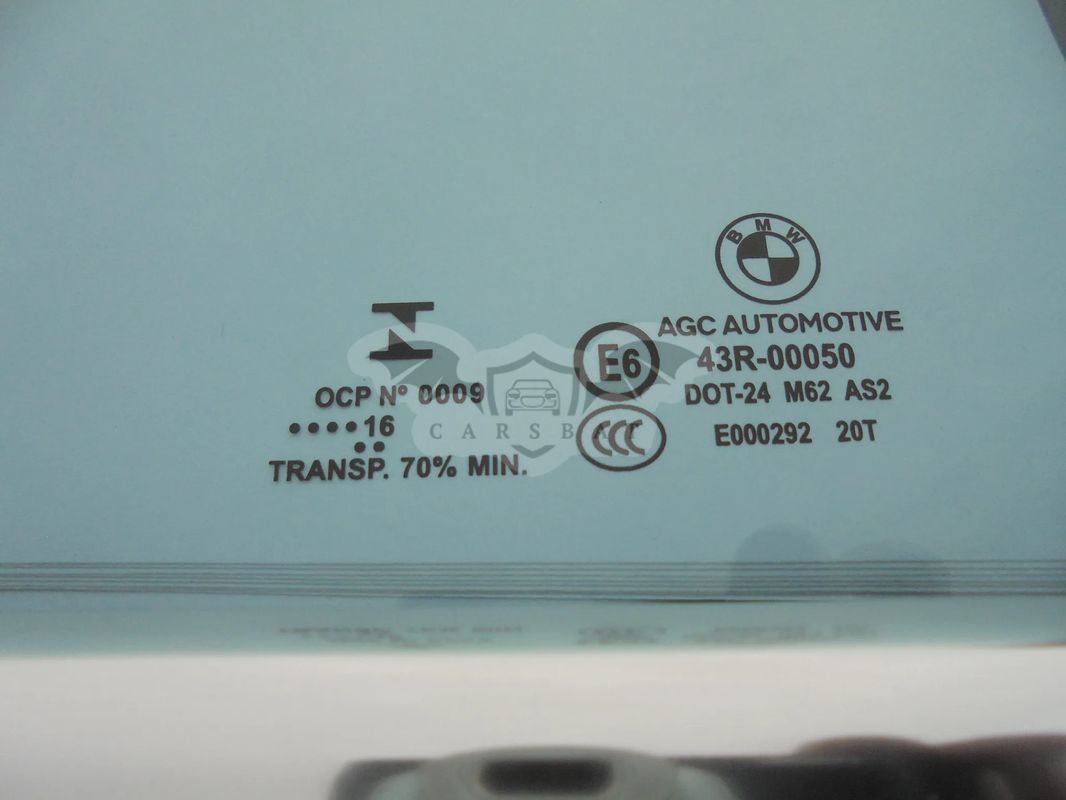 BMW
AGC AUTOMOTIVE
E6
43R-00050
DOT-24 M62 AS2
CCC
E000292 20T
OCP Nº 0009
••••16
••
TRANSP. 70% MIN.